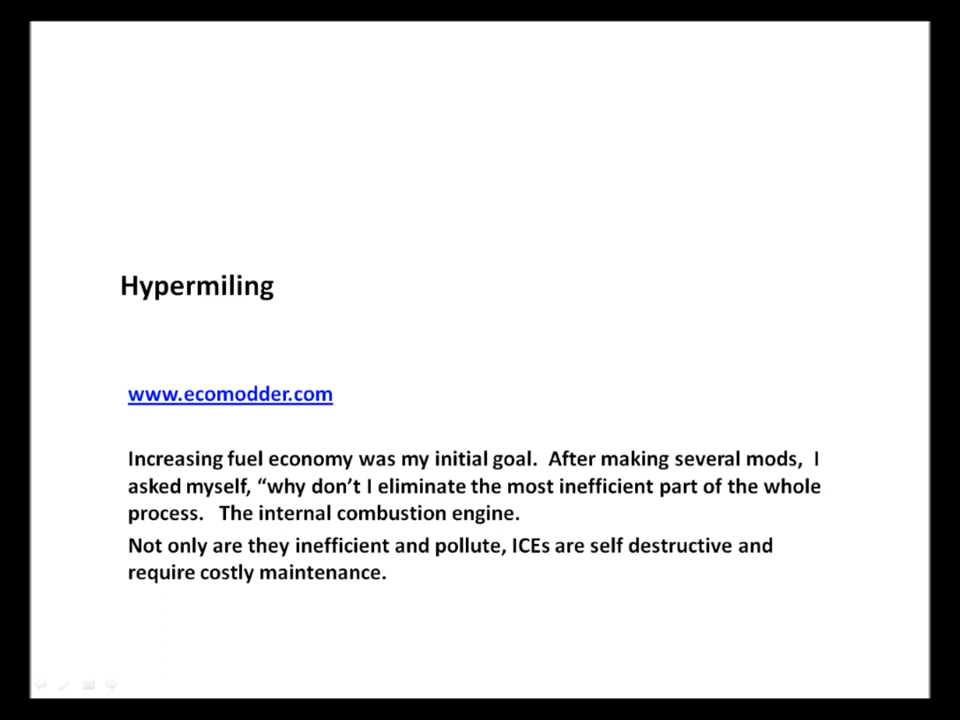 Hypermiling
www.ecomodder.com
Increasing fuel economy was my initial goal.  After making several mods,  I
asked myself, “why don’t I eliminate the most inefficient part of the whole
process.   The internal combustion engine.
Not only are they inefficient and pollute, ICEs are self destructive and
require costly maintenance.